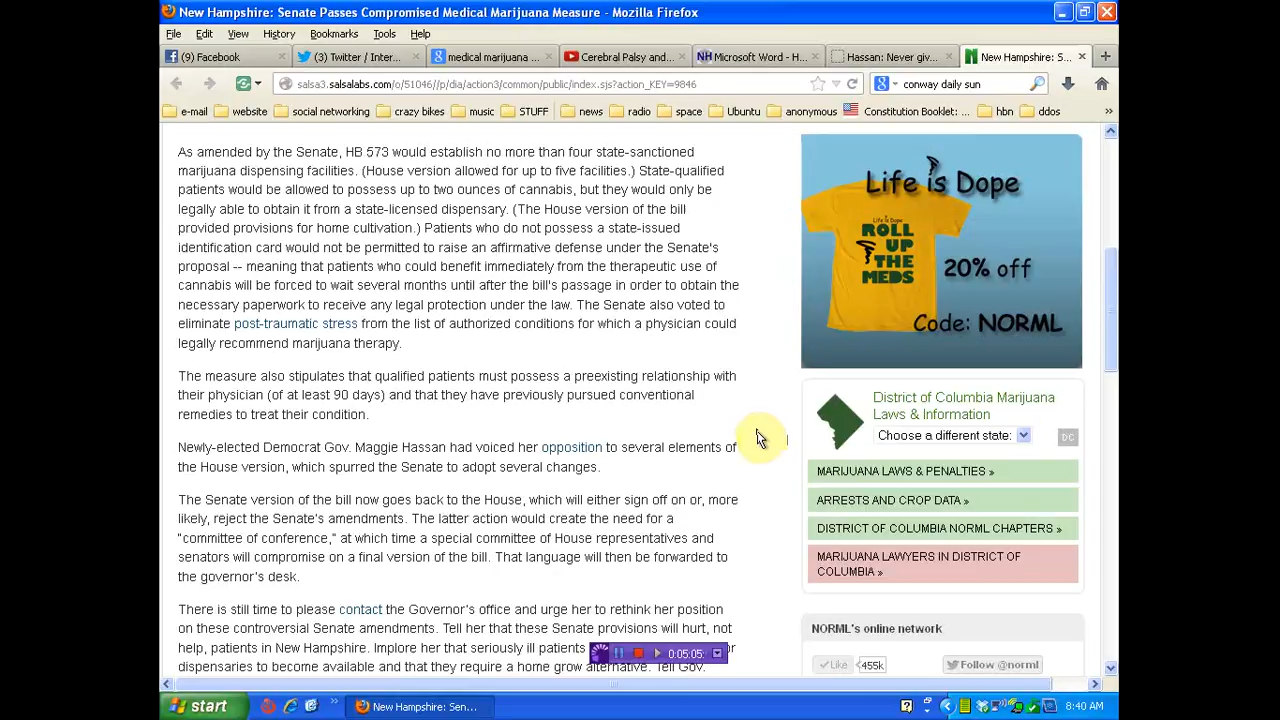 New Hampshire: Senate Passes Compromised Medical Marijuana Measure - Mozilla Firefox
File Edit View History Bookmarks Tools Help
Facebook
(3) Twitter / Inter...
medical marijuana ...
Cerebral Palsy and...
NH Microsoft Word - H...
Hassan: Never giv...
New Hampshire: S...
salsa3.salsalabs.com/o/51046//p/dia/action3/common/public/index.sjs?action_KEY=9846
conway daily sun
e-mail website social networking crazy bikes music STUFF news radio space Ubuntu anonymous Constitution Booklet: ... hbn ddos
As amended by the Senate, HB 573 would establish no more than four state-sanctioned
marijuana dispensing facilities. (House version allowed for up to five facilities.) State-qualified
patients would be allowed to possess up to two ounces of cannabis, but they would only be
legally able to obtain it from a state-licensed dispensary. (The House version of the bill
provided provisions for home cultivation.) Patients who do not possess a state-issued
identification card would not be permitted to raise an affirmative defense under the Senate's
proposal -- meaning that patients who could benefit immediately from the therapeutic use of
cannabis will be forced to wait several months until after the bill's passage in order to obtain the
necessary paperwork to receive any legal protection under the law. The Senate also voted to
eliminate post-traumatic stress from the list of authorized conditions for which a physician could
legally recommend marijuana therapy.
The measure also stipulates that qualified patients must possess a preexisting relationship with
their physician (of at least 90 days) and that they have previously pursued conventional
remedies to treat their condition.
Newly-elected Democrat Gov. Maggie Hassan had voiced her opposition to several elements of
the House version, which spurred the Senate to adopt several changes.
The Senate version of the bill now goes back to the House, which will either sign off on or, more
likely, reject the Senate's amendments. The latter action would create the need for a
"committee of conference," at which time a special committee of House representatives and
senators will compromise on a final version of the bill. That language will then be forwarded to
the governor's desk.
There is still time to please contact the Governor's office and urge her to rethink her position
on these controversial Senate amendments. Tell her that these Senate provisions will hurt, not
help, patients in New Hampshire. Implore her that seriously ill patients
dispensaries to become available and that they require a home grow alternative. Tell Gov.
Life is Dope
Life is Dope
ROLL
UP
THE
MEDS
20% off
Code: NORML
District of Columbia Marijuana
Laws & Information
Choose a different state:
DC
MARIJUANA LAWS & PENALTIES »
ARRESTS AND CROP DATA »
DISTRICT OF COLUMBIA NORML CHAPTERS »
MARIJUANA LAWYERS IN DISTRICT OF
COLUMBIA »
NORML's online network
Like 455k
Follow @norml
0:05:05
start
New Hampshire: Sen...
8:40 AM